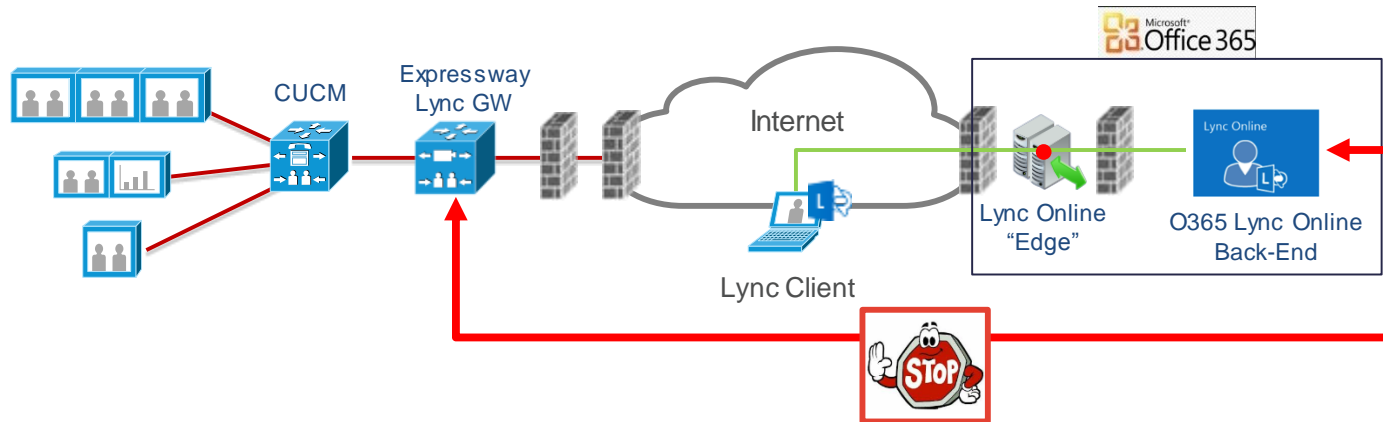 Microsoft®
Office 365
CUCM
Expressway
Lync GW
Internet
Lync Online
L
L
Lync Online
“Edge”
O365 Lync Online
Back-End
Lync Client
STOP